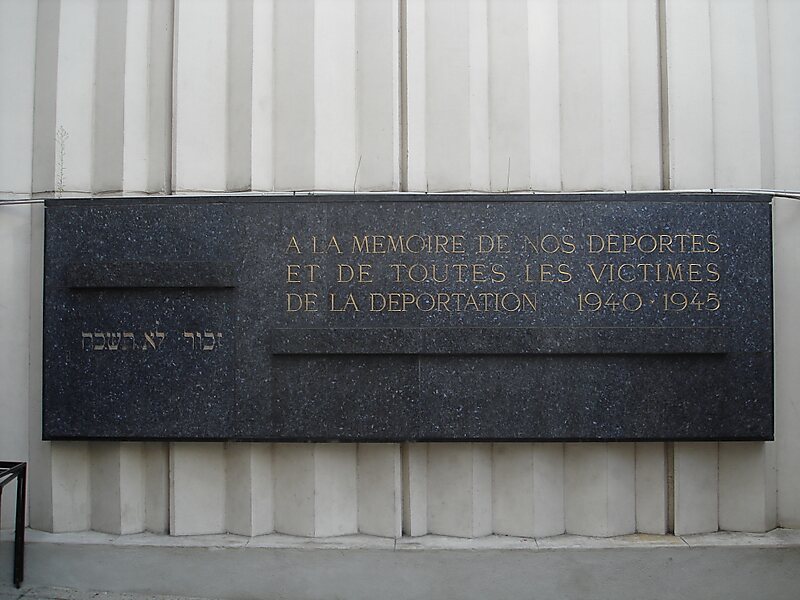 A LA MEMOIRE DE NOS DEPORTES
ET DE TOUTES LES VICTIMES
DE LA DEPORTATION 1940 - 1945
זכור לא תשכח